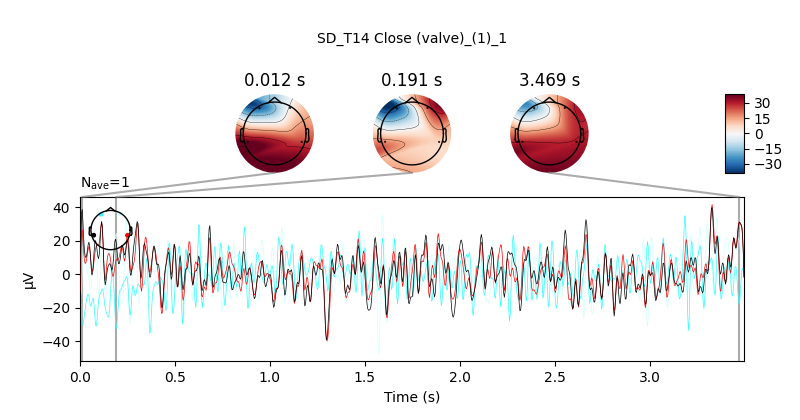 SD_T14 Close (valve)_(1)_1
0.012 s 0.191 s 3.469 s
30
15
0
−15
−30
Nave=1
40
20
0
−20
−40
µV
0.0 0.5 1.0 1.5 2.0 2.5 3.0
Time (s)